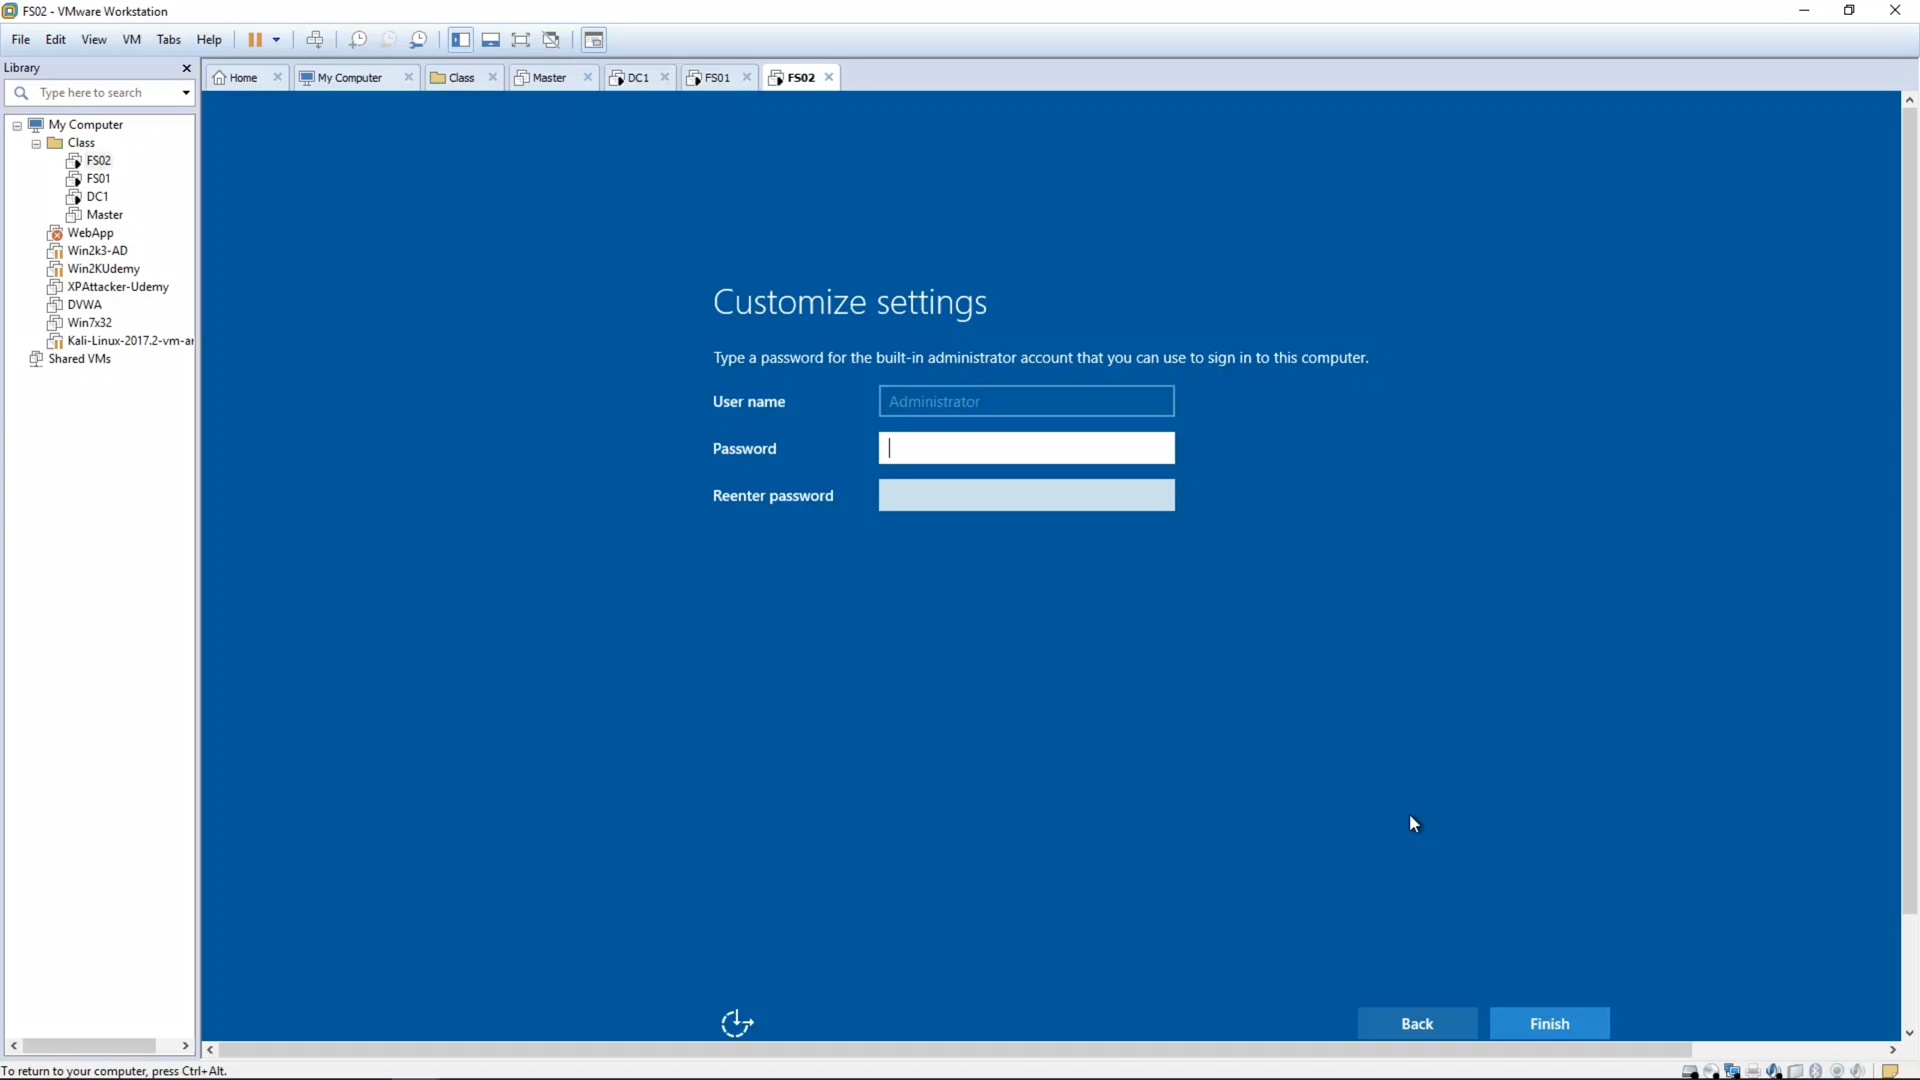 FS02 - VMware Workstation
File Edit View VM Tabs Help
Library
Type here to search
Home My Computer Class Master DC1 FS01 FS02
My Computer
Class
FS02
FS01
DC1
Master
WebApp
Win2k3-AD
Win2KUdemy
XPAttacker-Udemy
DVWA
Win7x32
Kali-Linux-2017.2-vm-ar
Shared VMs
Customize settings
Type a password for the built-in administrator account that you can use to sign in to this computer.
User name
Administrator
Password
Reenter password
Back
Finish
To return to your computer, press Ctrl+Alt.